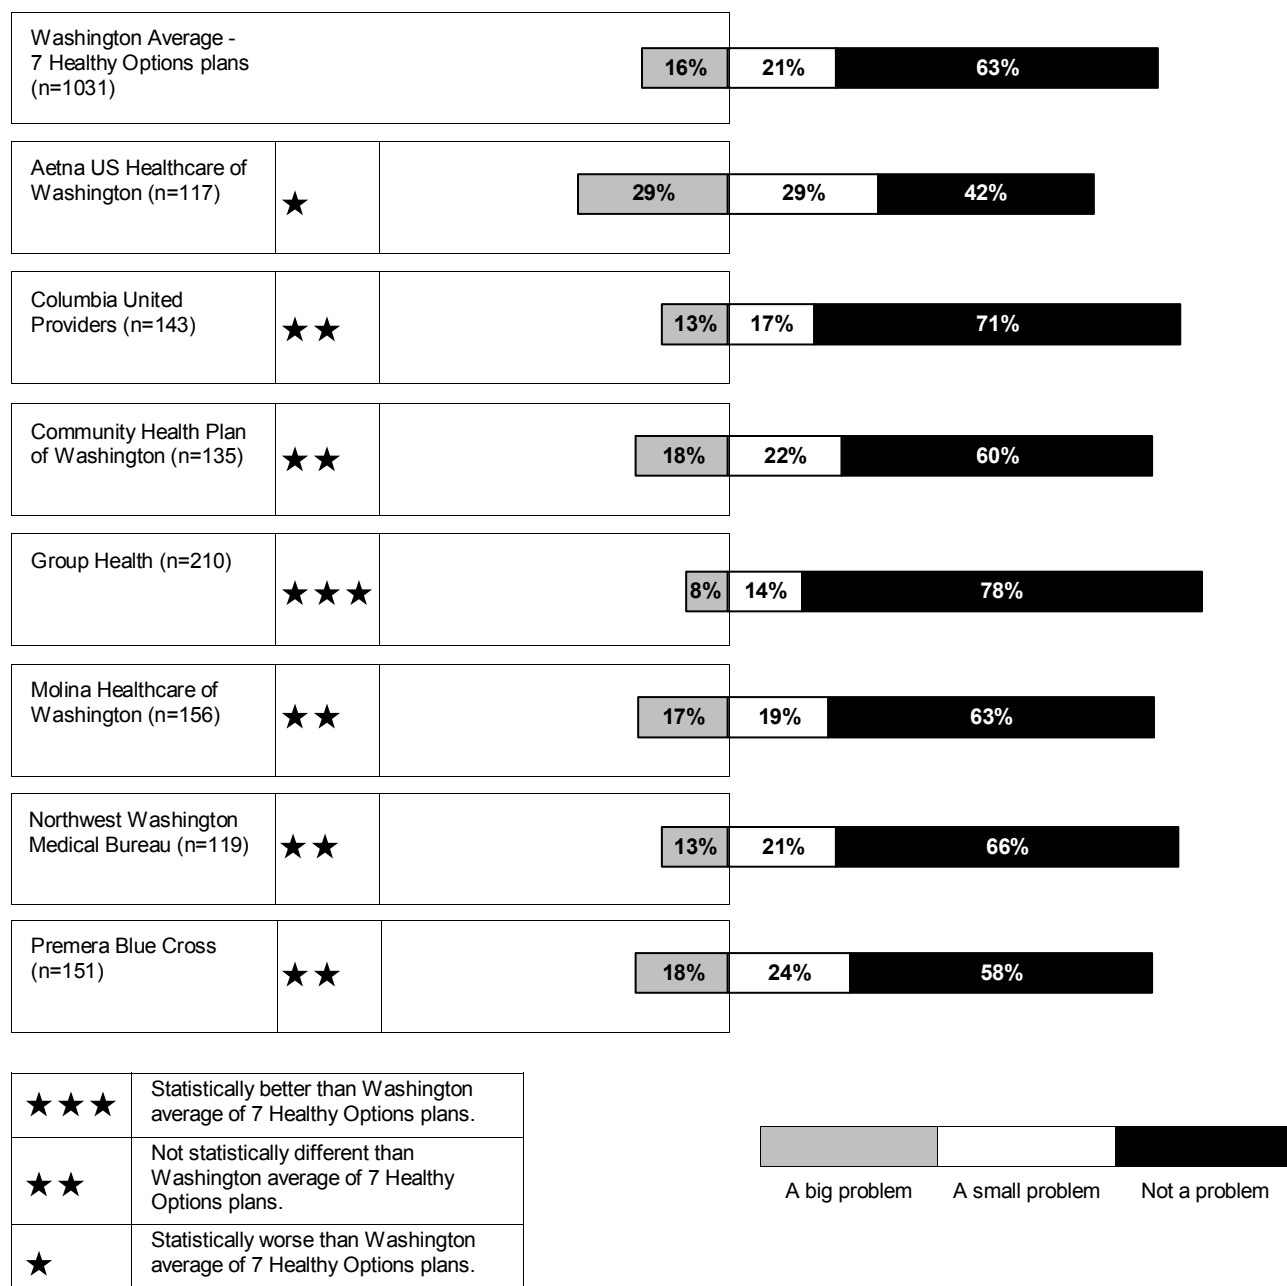 Washington Average -
7 Healthy Options plans
(n=1031)
16% 21% 63%
Aetna US Healthcare of
Washington (n=117)
★
29% 29% 42%
Columbia United
Providers (n=143)
★★
13% 17% 71%
Community Health Plan
of Washington (n=135)
★★
18% 22% 60%
Group Health (n=210)
★★★
8% 14% 78%
Molina Healthcare of
Washington (n=156)
★★
17% 19% 63%
Northwest Washington
Medical Bureau (n=119)
★★
13% 21% 66%
Premera Blue Cross
(n=151)
★★
18% 24% 58%
★★★
Statistically better than Washington
average of 7 Healthy Options plans.
★★
Not statistically different than
Washington average of 7 Healthy
Options plans.
★
Statistically worse than Washington
average of 7 Healthy Options plans.
A big problem A small problem Not a problem